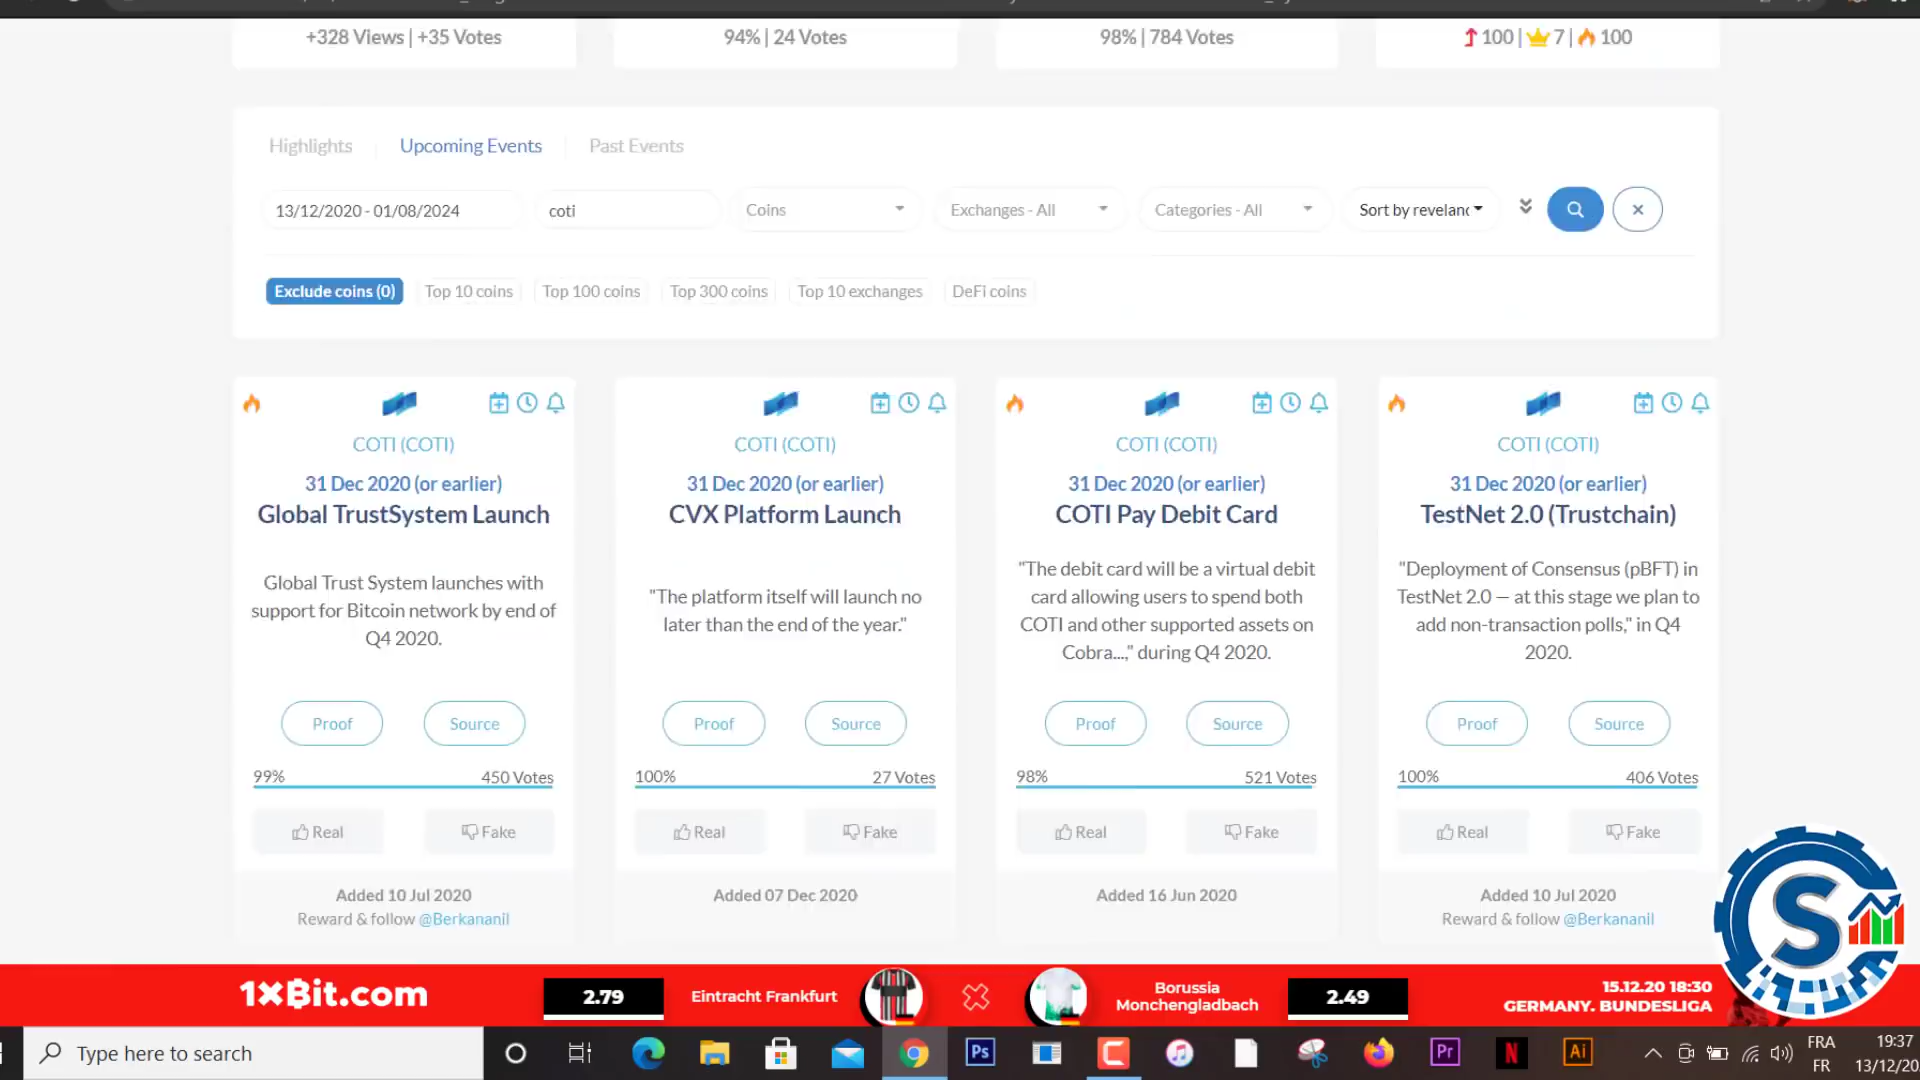 +328 Views | +35 Votes
94% | 24 Votes
98% | 784 Votes
100 | 7 | 100
Highlights
Upcoming Events
Past Events
13/12/2020 - 01/08/2024
coti
Coins
Exchanges - All
Categories - All
Sort by revelanc
Exclude coins (0)
Top 10 coins
Top 100 coins
Top 300 coins
Top 10 exchanges
DeFi coins
COTI (COTI)
31 Dec 2020 (or earlier)
Global TrustSystem Launch
Global Trust System launches with
support for Bitcoin network by end of
Q4 2020.
Proof
Source
99%
450 Votes
Real
Fake
Added 10 Jul 2020
Reward & follow @Berkananil
COTI (COTI)
31 Dec 2020 (or earlier)
CVX Platform Launch
"The platform itself will launch no
later than the end of the year."
Proof
Source
100%
27 Votes
Real
Fake
Added 07 Dec 2020
COTI (COTI)
31 Dec 2020 (or earlier)
COTI Pay Debit Card
"The debit card will be a virtual debit
card allowing users to spend both
COTI and other supported assets on
Cobra...," during Q4 2020.
Proof
Source
98%
521 Votes
Real
Fake
Added 16 Jun 2020
COTI (COTI)
31 Dec 2020 (or earlier)
TestNet 2.0 (Trustchain)
"Deployment of Consensus (pBFT) in
TestNet 2.0 — at this stage we plan to
add non-transaction polls," in Q4
2020.
Proof
Source
100%
406 Votes
Real
Fake
Added 10 Jul 2020
Reward & follow @Berkananil
S
1×₿it.com
2.79
Eintracht Frankfurt
Borussia
Monchengladbach
2.49
15.12.20 18:30
GERMANY. BUNDESLIGA
Type here to search
Ps
Pr
N
Ai
FRA
FR
19:37
13/12/20